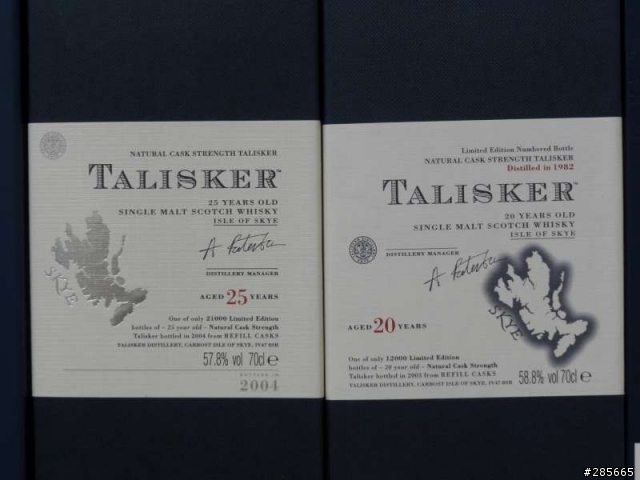 NATURAL CASK STRENGTH TALISKER
TALISKER™
25 YEARS OLD
SINGLE MALT SCOTCH WHISKY
ISLE OF SKYE
DISTILLERY MANAGER
SKYE
AGED 25 YEARS
One of only 21000 Limited Edition
bottles of – 25 year old – Natural Cask Strength
Talisker bottled in 2004 from REFILL CASKS
TALISKER DISTILLERY, CARBOST ISLE OF SKYE, IV47 8SR
57.8% vol 70cl e
BOTTLED IN
2004
Limited Edition Numbered Bottle
NATURAL CASK STRENGTH TALISKER
Distilled in 1982
TALISKER™
20 YEARS OLD
SINGLE MALT SCOTCH WHISKY
ISLE OF SKYE
DISTILLERY MANAGER
SKYE
AGED 20 YEARS
One of only 12000 Limited Edition
bottles of – 20 year old – Natural Cask Strength
Talisker bottled in 2003 from REFILL CASKS
TALISKER DISTILLERY, CARBOST ISLE OF SKYE, IV47 8SR
58.8% vol 70cl e
#285665